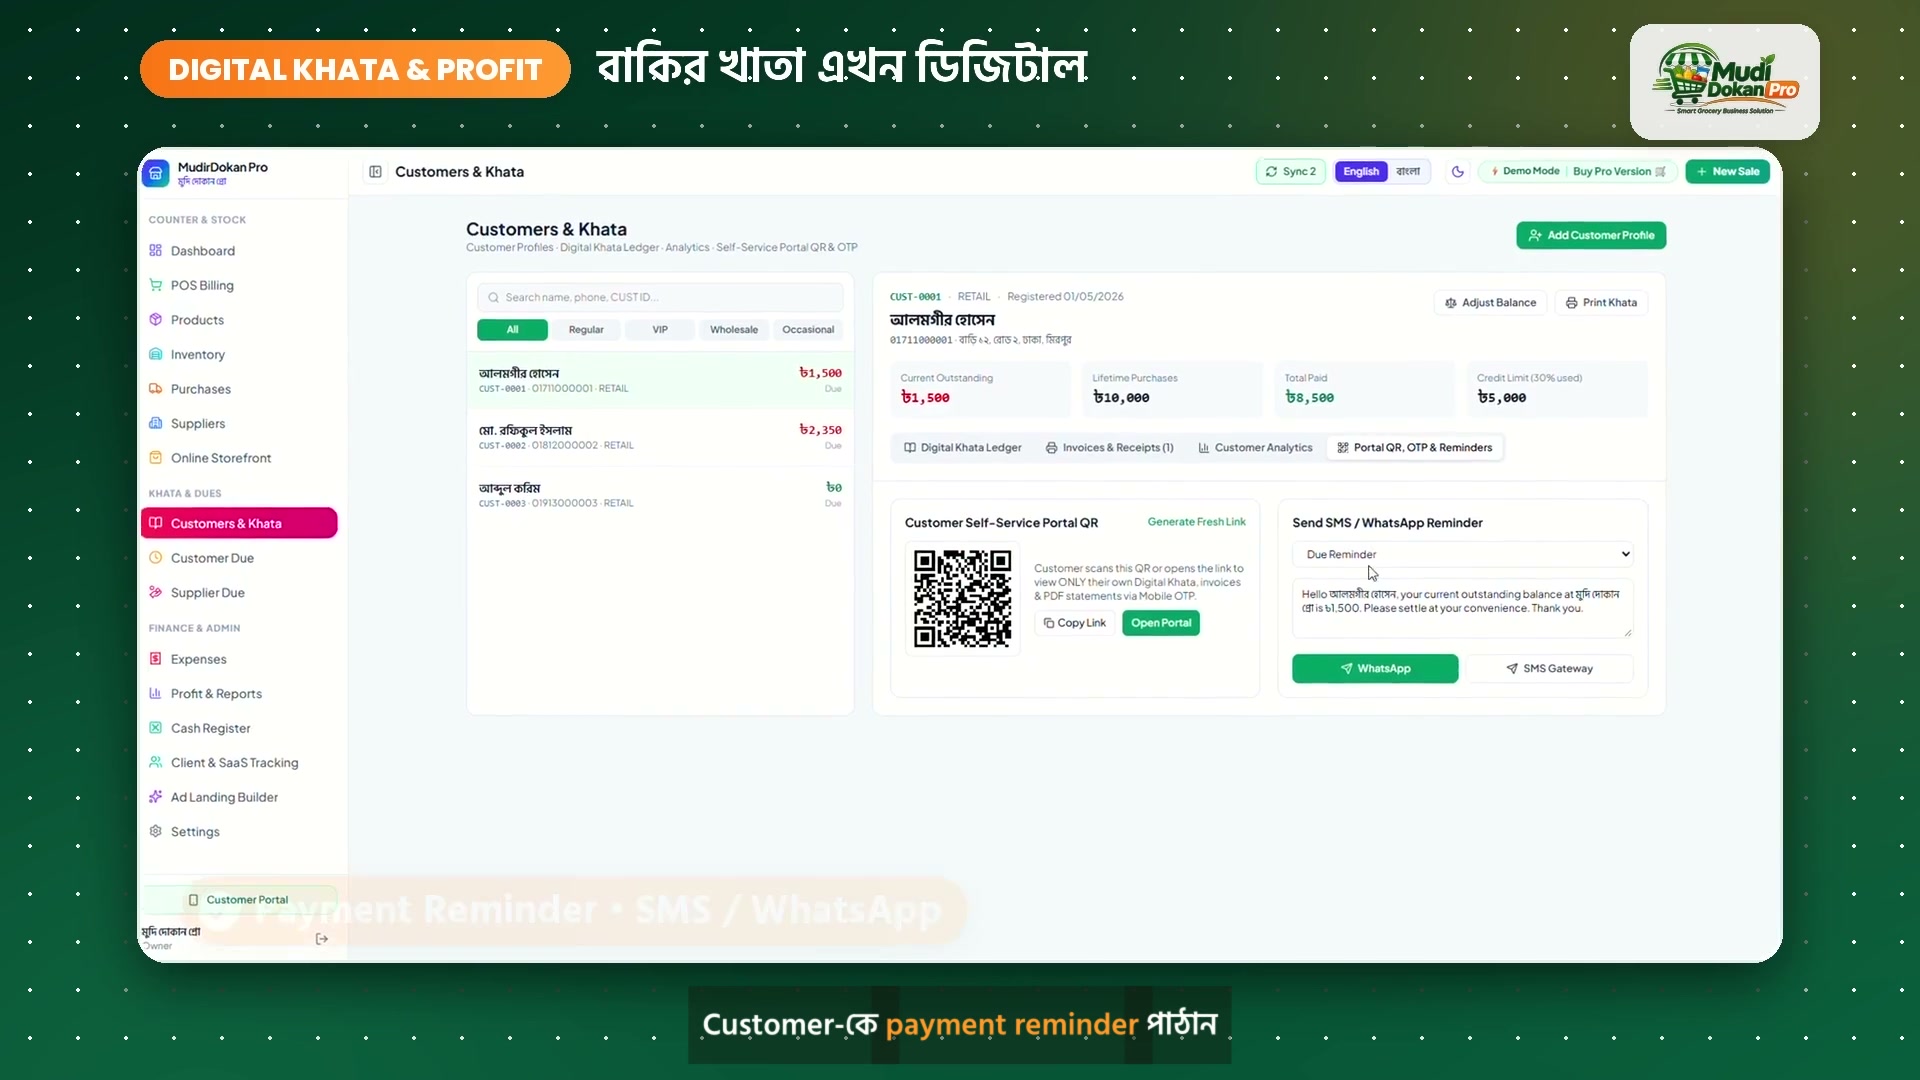 DIGITAL KHATA & PROFIT
বাকির খাতা এখন ডিজিটাল
Mudi
Dokan Pro
Smart Grocery Business Solution
MudirDokan Pro
মুদি দোকান প্রো
Customers & Khata
Sync 2
English
বাংলা
Demo Mode
Buy Pro Version
New Sale
COUNTER & STOCK
Dashboard
POS Billing
Products
Inventory
Purchases
Suppliers
Online Storefront
KHATA & DUES
Customers & Khata
Customer Due
Supplier Due
FINANCE & ADMIN
Expenses
Profit & Reports
Cash Register
Client & SaaS Tracking
Ad Landing Builder
Settings
Customer Portal
মুদি দোকান প্রো
Owner
Customers & Khata
Customer Profiles · Digital Khata Ledger · Analytics · Self-Service Portal QR & OTP
Add Customer Profile
Search name, phone, CUST ID...
All
Regular
VIP
Wholesale
Occasional
আলমগীর হোসেন
৳1,500
CUST-0001 · 01711000001 · RETAIL
Due
মো. রফিকুল ইসলাম
৳2,350
CUST-0002 · 01812000002 · RETAIL
Due
আব্দুল করিম
৳0
CUST-0003 · 01913000003 · RETAIL
Due
CUST-0001 · RETAIL · Registered 01/05/2026
আলমগীর হোসেন
01711000001 · বাড়ি ১২, রোড ২, ঢাকা, মিরপুর
Adjust Balance
Print Khata
Current Outstanding
৳1,500
Lifetime Purchases
৳10,000
Total Paid
৳8,500
Credit Limit (30% used)
৳5,000
Digital Khata Ledger
Invoices & Receipts (1)
Customer Analytics
Portal QR, OTP & Reminders
Customer Self-Service Portal QR
Generate Fresh Link
Customer scans this QR or opens the link to
view ONLY their own Digital Khata, invoices
& PDF statements via Mobile OTP.
Copy Link
Open Portal
Send SMS / WhatsApp Reminder
Due Reminder
Hello আলমগীর হোসেন, your current outstanding balance at মুদি দোকান
প্রো is ৳1,500. Please settle at your convenience. Thank you.
WhatsApp
SMS Gateway
Payment Reminder • SMS / WhatsApp
Customer-কে payment reminder পাঠান